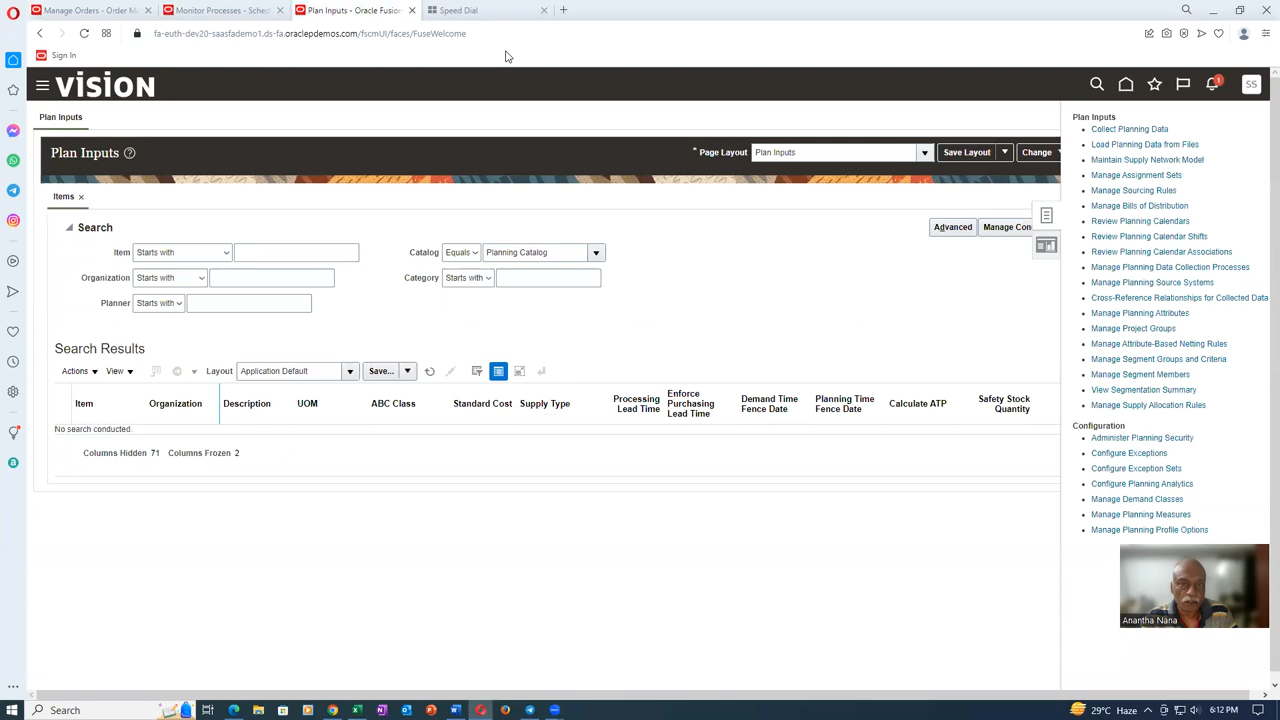 Manage Orders - Order M
Monitor Processes - Sched
Plan Inputs - Oracle Fusion
Speed Dial
fa-euth-dev20-saasfademo1.ds-fa.oraclepdemos.com/fscmUI/faces/FuseWelcome
Sign In
VISION
1
SS
Plan Inputs
Plan Inputs
* Page Layout Plan Inputs Save Layout Change
Items
Search
Advanced Manage
Item Starts with
Catalog Equals Planning Catalog
Organization Starts with
Category Starts with
Planner Starts with
Search Results
Actions View Layout Application Default Save...
Item Organization Description UOM ABC Class Standard Cost Supply Type Processing Lead Time Enforce Purchasing Lead Time Demand Time Fence Date Planning Time Fence Date Calculate ATP Safety Stock Quantity
No search conducted.
Columns Hidden 71 Columns Frozen 2
Plan Inputs
Collect Planning Data
Load Planning Data from Files
Maintain Supply Network Model
Manage Assignment Sets
Manage Sourcing Rules
Manage Bills of Distribution
Review Planning Calendars
Review Planning Calendar Shifts
Review Planning Calendar Associations
Manage Planning Data Collection Processes
Manage Planning Source Systems
Cross-Reference Relationships for Collected Data
Manage Planning Attributes
Manage Project Groups
Manage Attribute-Based Netting Rules
Manage Segment Groups and Criteria
Manage Segment Members
View Segmentation Summary
Manage Supply Allocation Rules
Configuration
Administer Planning Security
Configure Exceptions
Configure Exception Sets
Configure Planning Analytics
Manage Demand Classes
Manage Planning Measures
Manage Planning Profile Options
Anantha Nana
Search
29°C Haze
6:12 PM